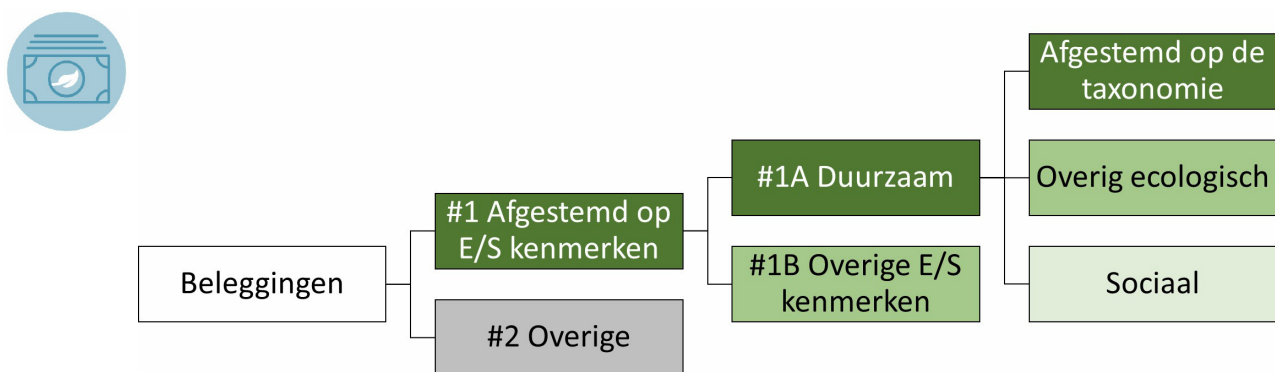 Beleggingen
#1 Afgestemd op
E/S kenmerken
#2 Overige
#1A Duurzaam
#1B Overige E/S
kenmerken
Afgestemd op de
taxonomie
Overig ecologisch
Sociaal